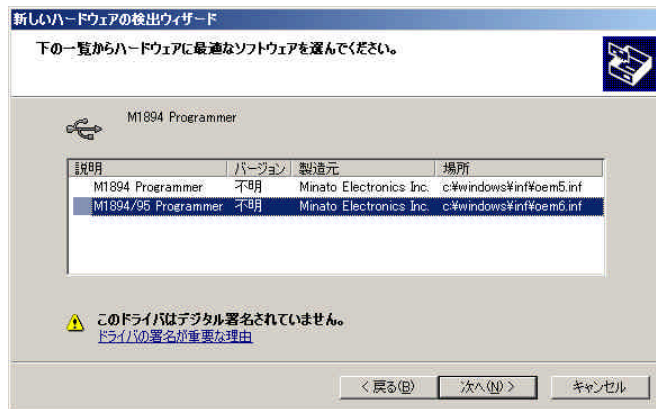 新しいハードウェアの検出ウィザード
下の一覧からハードウェアに最適なソフトウェアを選んでください。
M1894 Programmer
説明 バージョン 製造元 場所
M1894 Programmer 不明 Minato Electronics Inc. c:¥windows¥inf¥oem5.inf
M1894/95 Programmer 不明 Minato Electronics Inc. c:¥windows¥inf¥oem6.inf
このドライバはデジタル署名されていません。
ドライバの署名が重要な理由
< 戻る(B) 次へ(N) > キャンセル